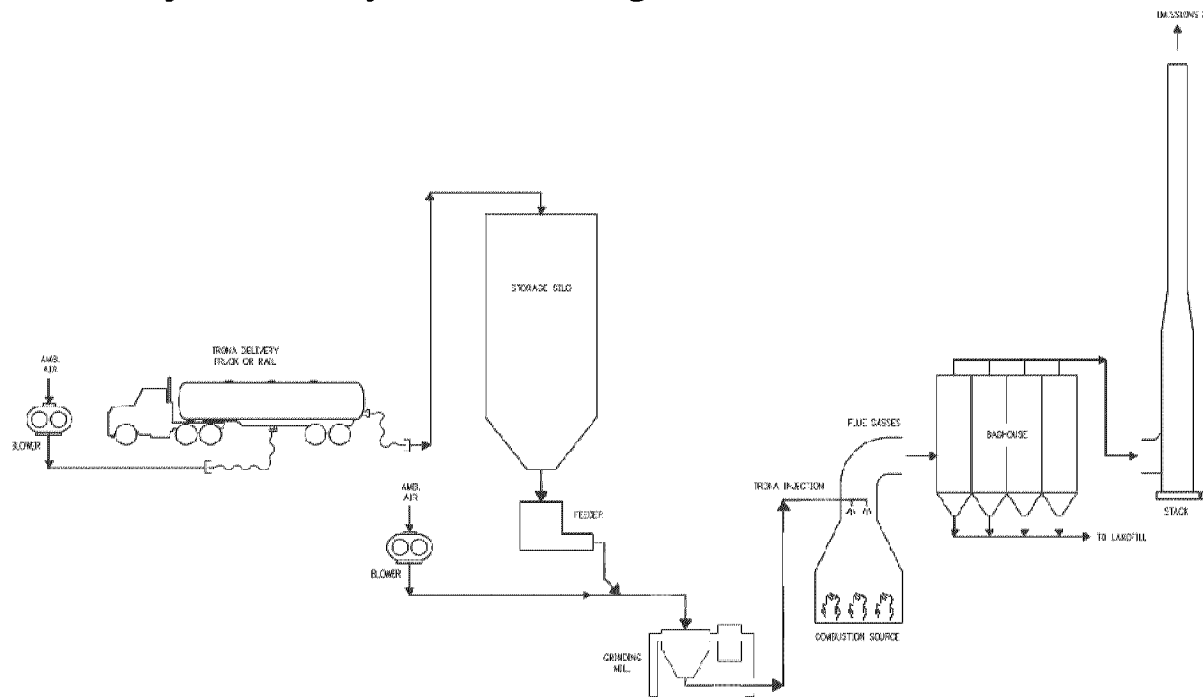 EMISSIONS
STORAGE SILO
TRONA DELIVERY
TRUCK OR RAIL
AMB.
AIR
BLOWER
FLUE GASSES
BAGHOUSE
TRONA INJECTION
AMB.
AIR
FEEDER
STACK
TO LANDFILL
BLOWER
COMBUSTION SOURCE
GRINDING
MILL